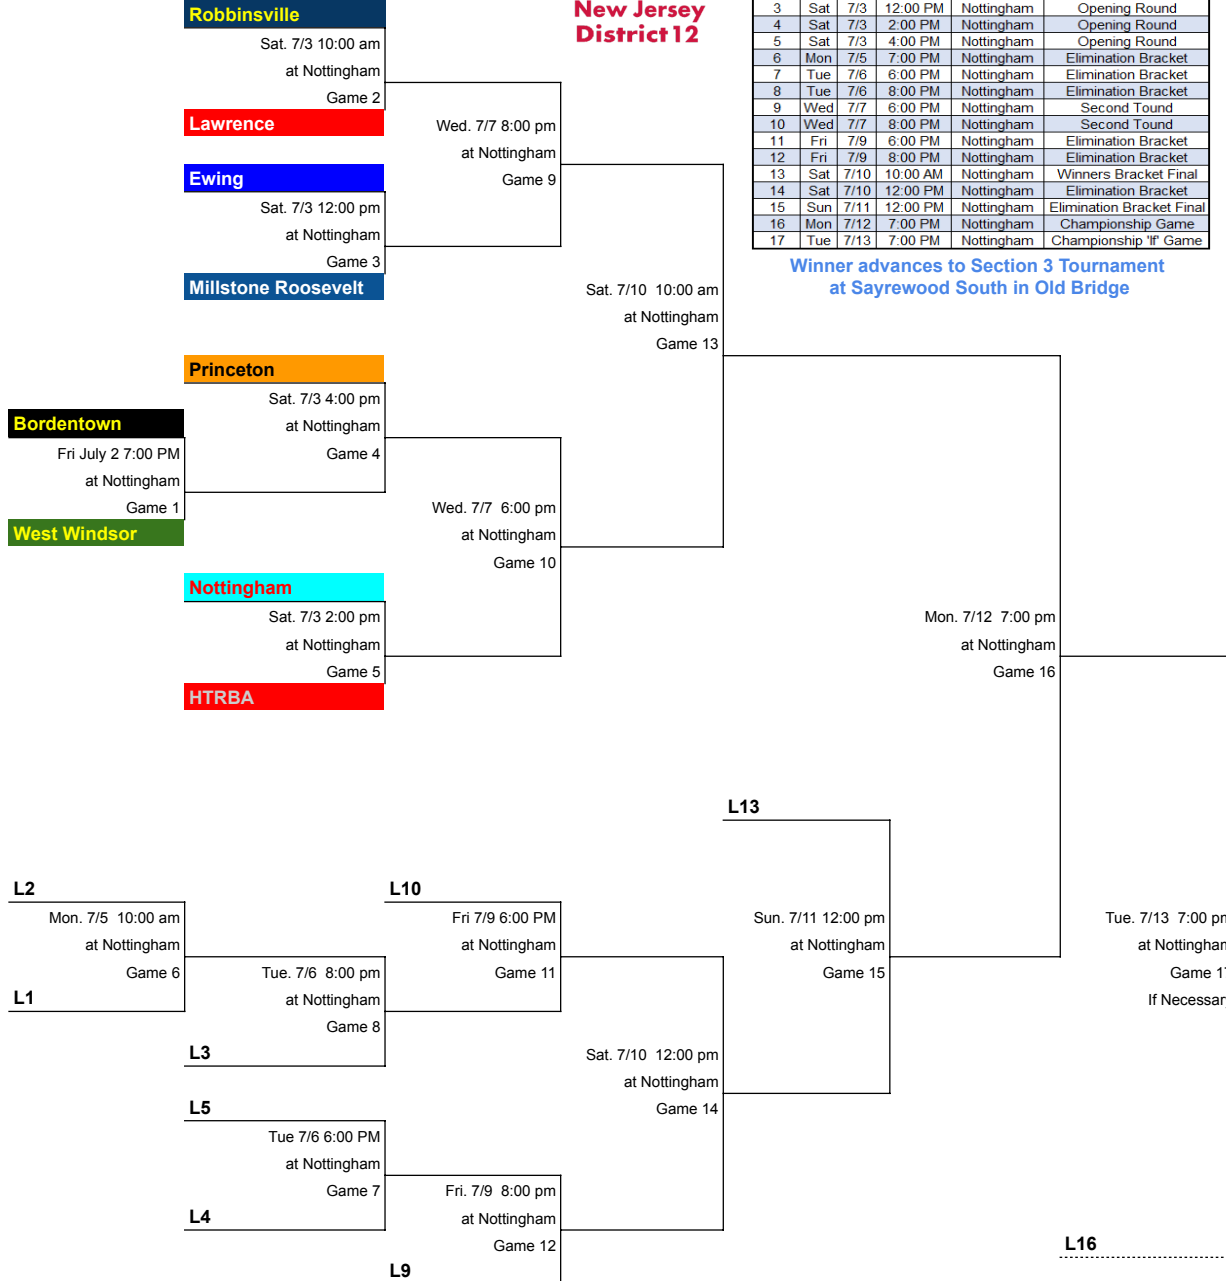 Robbinsville
Sat. 7/3 10:00 am
at Nottingham
Game 2
Lawrence
New Jersey
District 12
3 Sat 7/3 12:00 PM Nottingham Opening Round
4 Sat 7/3 2:00 PM Nottingham Opening Round
5 Sat 7/3 4:00 PM Nottingham Opening Round
6 Mon 7/5 7:00 PM Nottingham Elimination Bracket
7 Tue 7/6 6:00 PM Nottingham Elimination Bracket
8 Tue 7/6 8:00 PM Nottingham Elimination Bracket
9 Wed 7/7 6:00 PM Nottingham Second Tound
10 Wed 7/7 8:00 PM Nottingham Second Tound
11 Fri 7/9 6:00 PM Nottingham Elimination Bracket
12 Fri 7/9 8:00 PM Nottingham Elimination Bracket
13 Sat 7/10 10:00 AM Nottingham Winners Bracket Final
14 Sat 7/10 12:00 PM Nottingham Elimination Bracket
15 Sun 7/11 12:00 PM Nottingham Elimination Bracket Final
16 Mon 7/12 7:00 PM Nottingham Championship Game
17 Tue 7/13 7:00 PM Nottingham Championship 'If' Game
Winner advances to Section 3 Tournament
at Sayrewood South in Old Bridge
Wed. 7/7 8:00 pm
at Nottingham
Game 9
Ewing
Sat. 7/3 12:00 pm
at Nottingham
Game 3
Millstone Roosevelt
Sat. 7/10 10:00 am
at Nottingham
Game 13
Princeton
Sat. 7/3 4:00 pm
at Nottingham
Game 4
Bordentown
Fri July 2 7:00 PM
at Nottingham
Game 1
West Windsor
Wed. 7/7 6:00 pm
at Nottingham
Game 10
Nottingham
Sat. 7/3 2:00 pm
at Nottingham
Game 5
HTRBA
Mon. 7/12 7:00 pm
at Nottingham
Game 16
L13
L2
Mon. 7/5 10:00 am
at Nottingham
Game 6
L1
L10
Fri 7/9 6:00 PM
at Nottingham
Game 11
Sun. 7/11 12:00 pm
at Nottingham
Game 15
Tue. 7/13 7:00 pm
at Nottingham
Game 17
If Necessary
Tue. 7/6 8:00 pm
at Nottingham
Game 8
L3
Sat. 7/10 12:00 pm
at Nottingham
Game 14
L5
Tue 7/6 6:00 PM
at Nottingham
Game 7
L4
Fri. 7/9 8:00 pm
at Nottingham
Game 12
L9
L16